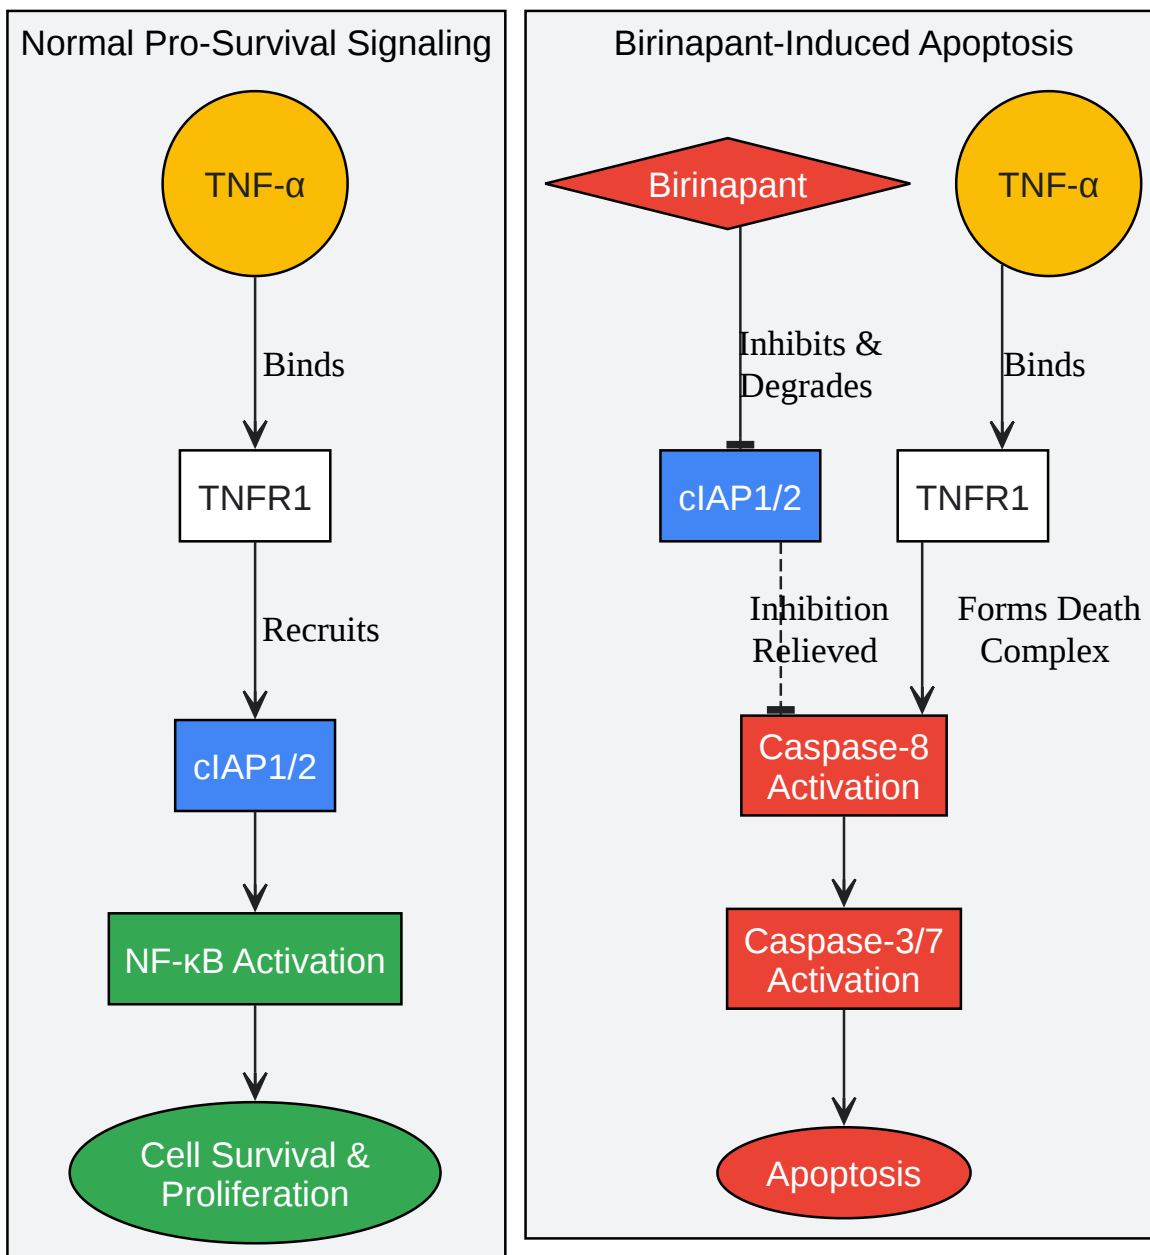 Normal Pro-Survival Signaling
TNF-α
Binds
TNFR1
Recruits
cIAP1/2
NF-κB Activation
Cell Survival &
Proliferation
Birinapant-Induced Apoptosis
Birinapant
TNF-α
Inhibits &
Degrades
Binds
cIAP1/2
TNFR1
Inhibition
Relieved
Forms Death
Complex
Caspase-8
Activation
Caspase-3/7
Activation
Apoptosis